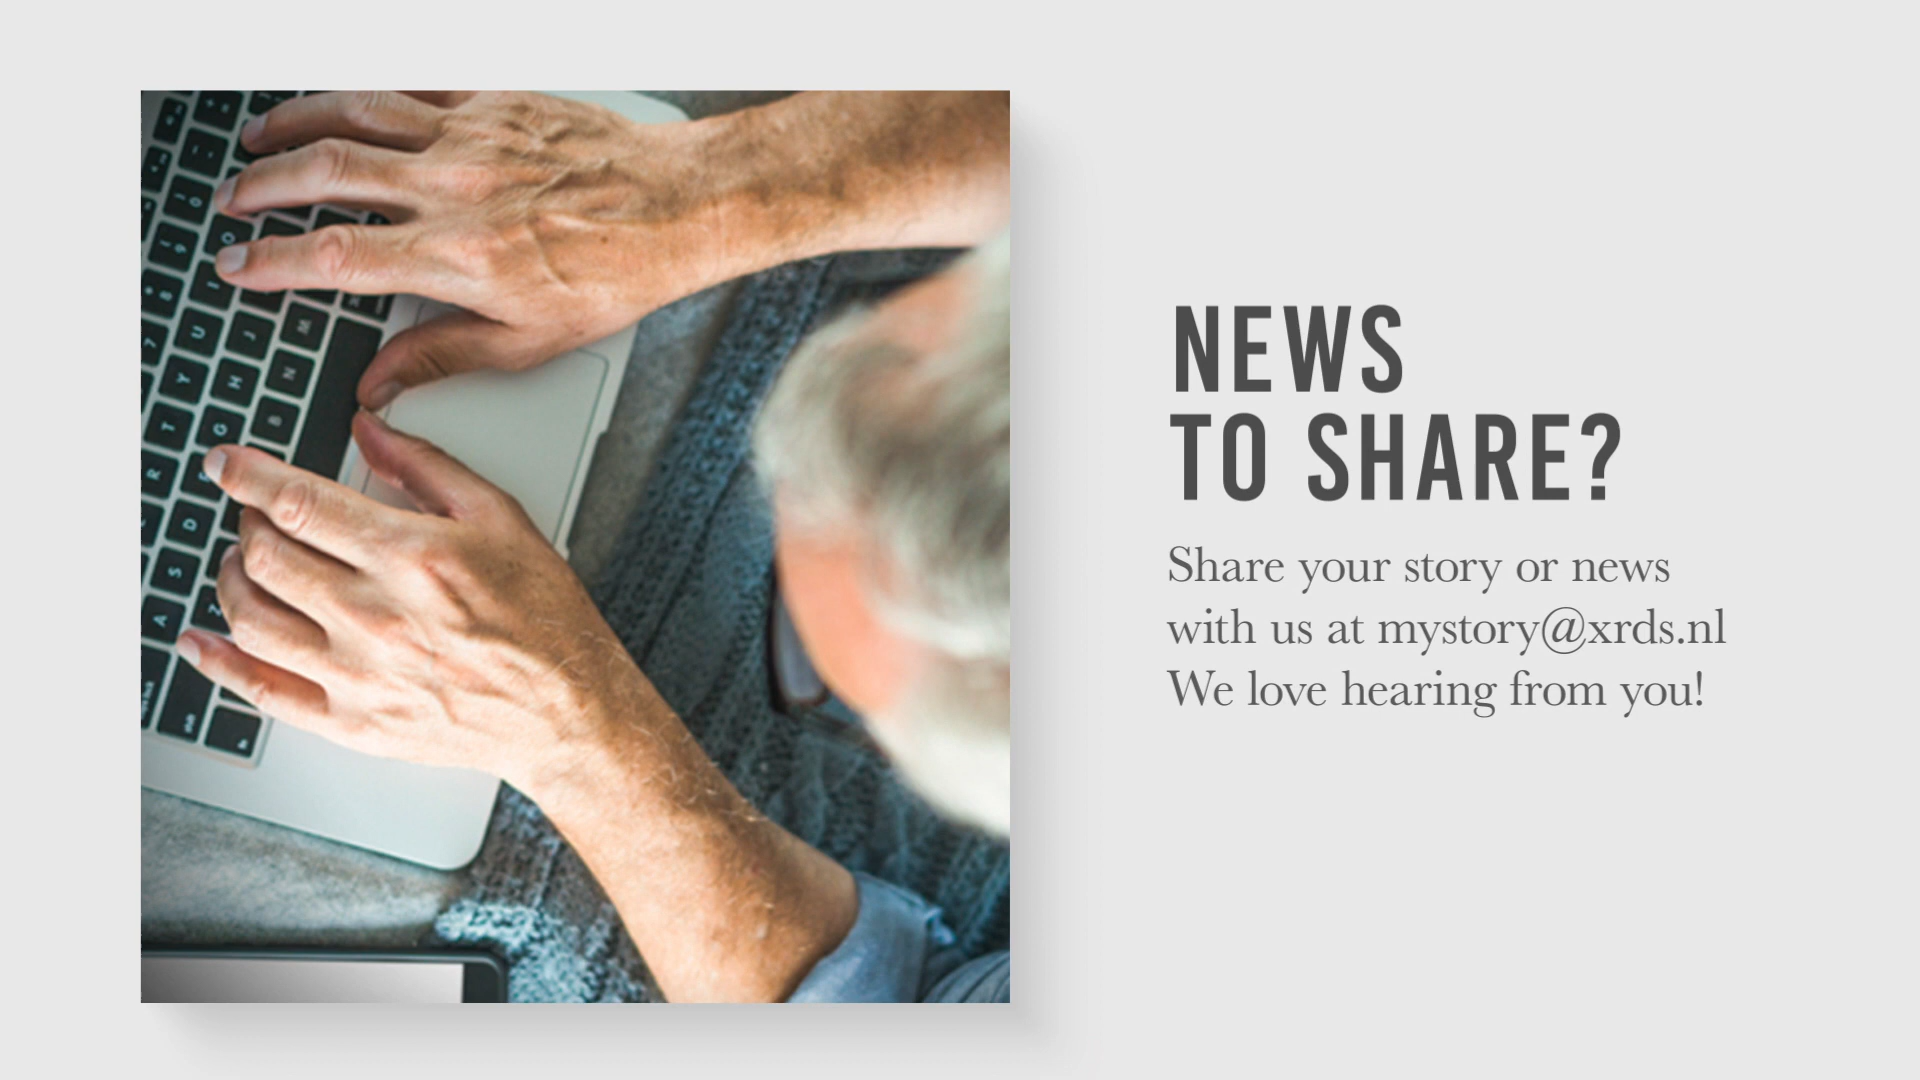 NEWS
TO SHARE?
Share your story or news
with us at mystory@xrds.nl
We love hearing from you!